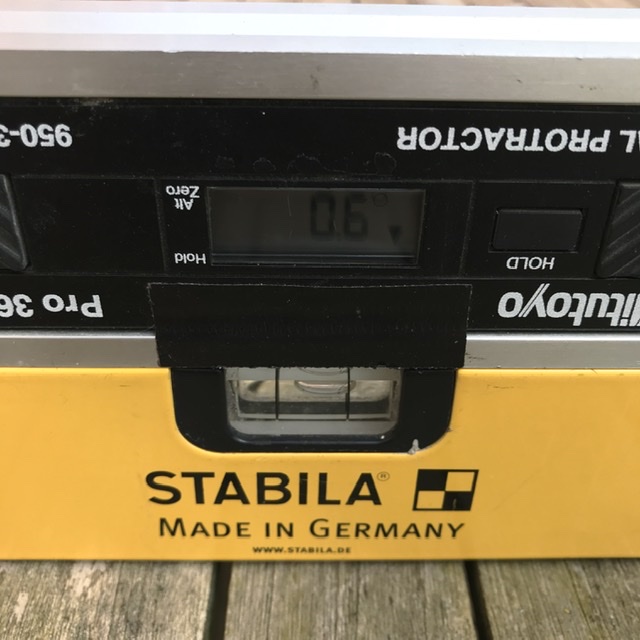 950-3
AL PROTRACTOR
Alt
Zero
0.6°
Hold
HOLD
Pro 36
Mitutoyo
STABILA®
MADE IN GERMANY
WWW.STABILA.DE